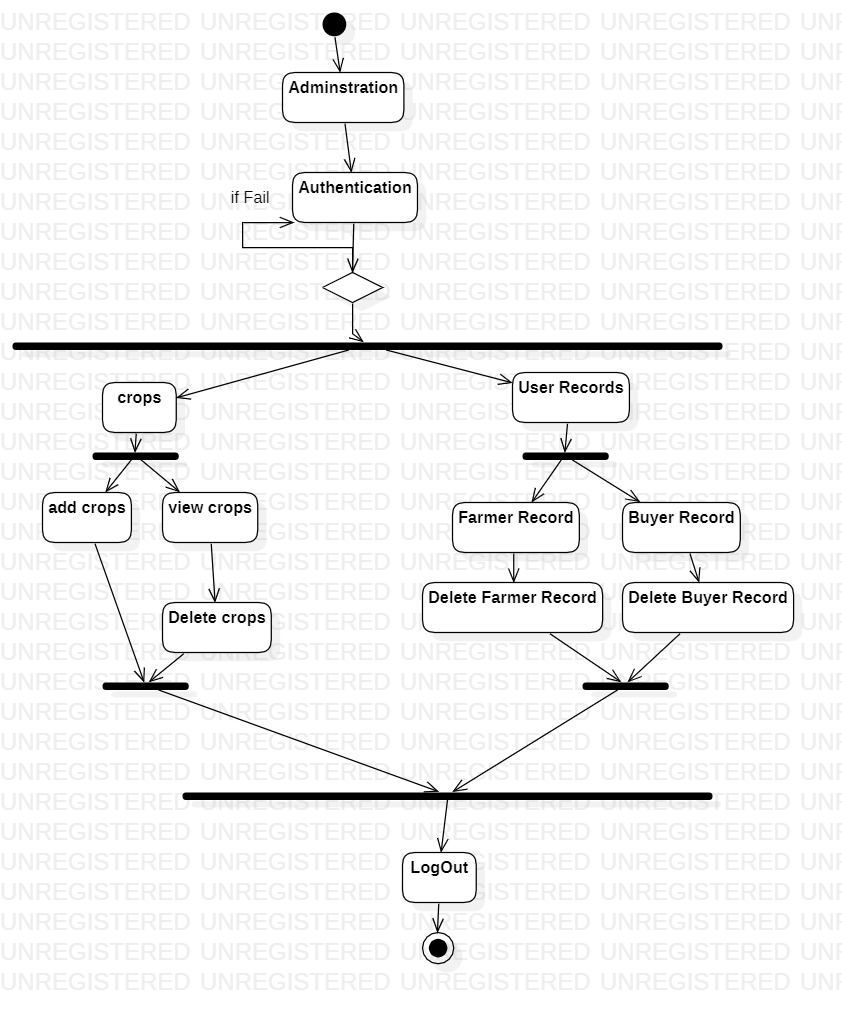 Adminstration
Authentication
if Fail
crops
User Records
add crops
view crops
Farmer Record
Buyer Record
Delete Farmer Record
Delete Buyer Record
Delete crops
LogOut
UNREGISTERED